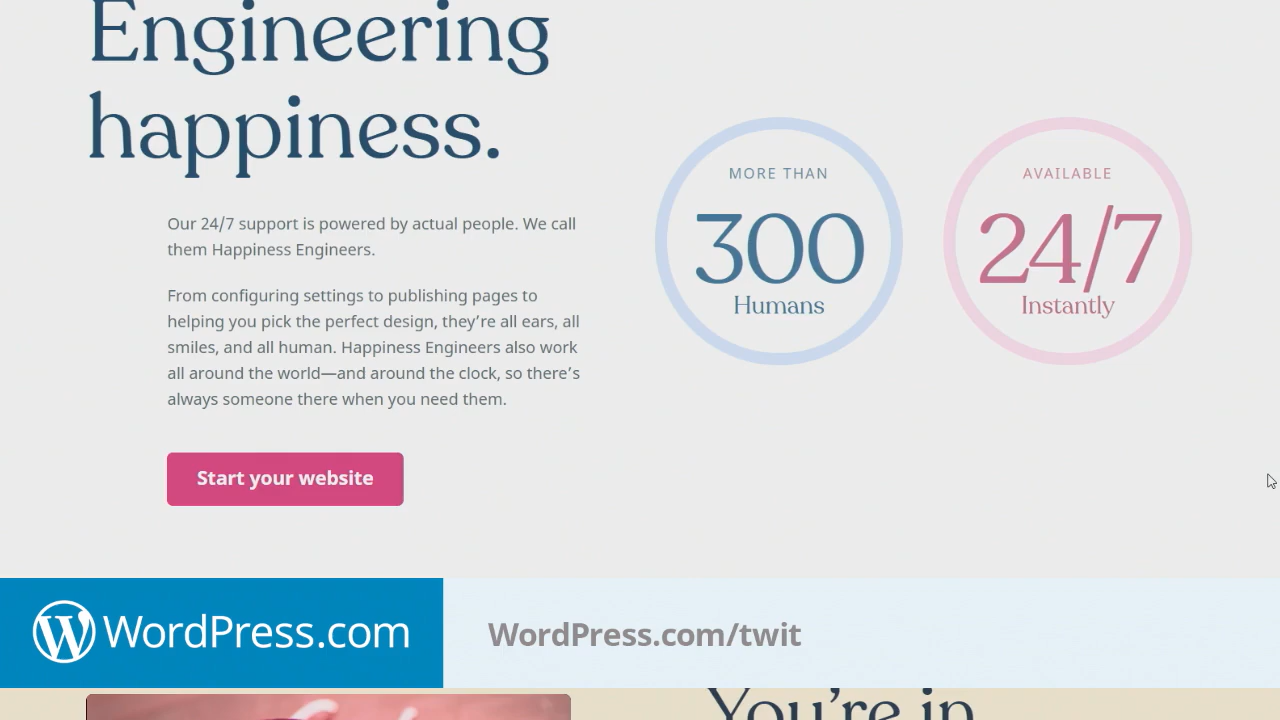 Engineering
happiness.
Our 24/7 support is powered by actual people. We call
them Happiness Engineers.
From configuring settings to publishing pages to
helping you pick the perfect design, they’re all ears, all
smiles, and all human. Happiness Engineers also work
all around the world—and around the clock, so there’s
always someone there when you need them.
Start your website
MORE THAN
300
Humans
AVAILABLE
24/7
Instantly
WordPress.com
WordPress.com/twit
You’re in